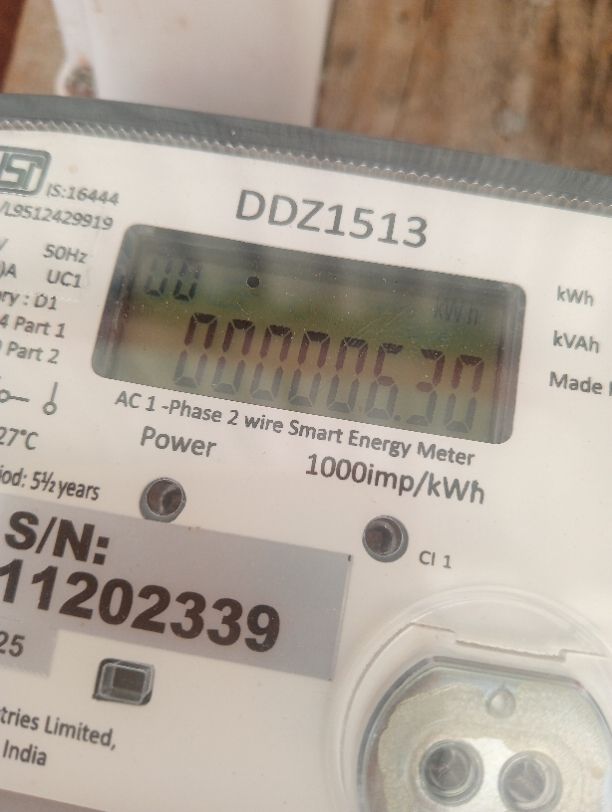 ISI
IS:16444
/L9512429919
50Hz
)A UC1
ry : D1
4 Part 1
Part 2
27°C
iod: 5½ years
DDZ1513
00
kWh
000006.30
kWh
kVAh
Made
AC 1 -Phase 2 wire Smart Energy Meter
Power
1000imp/kWh
CI 1
S/N:
11202339
25
tries Limited,
India